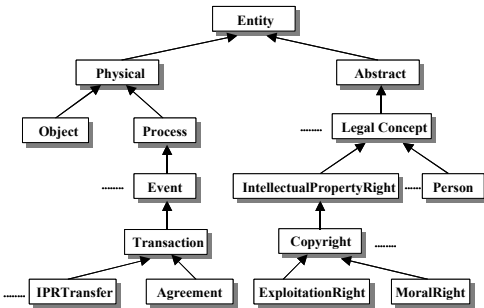 Entity
Physical
Abstract
Object
Process
........ Legal Concept
........ Event
IntellectualPropertyRight ...... Person
Transaction
Copyright ........
........ IPRTransfer
Agreement
ExploitationRight
MoralRight